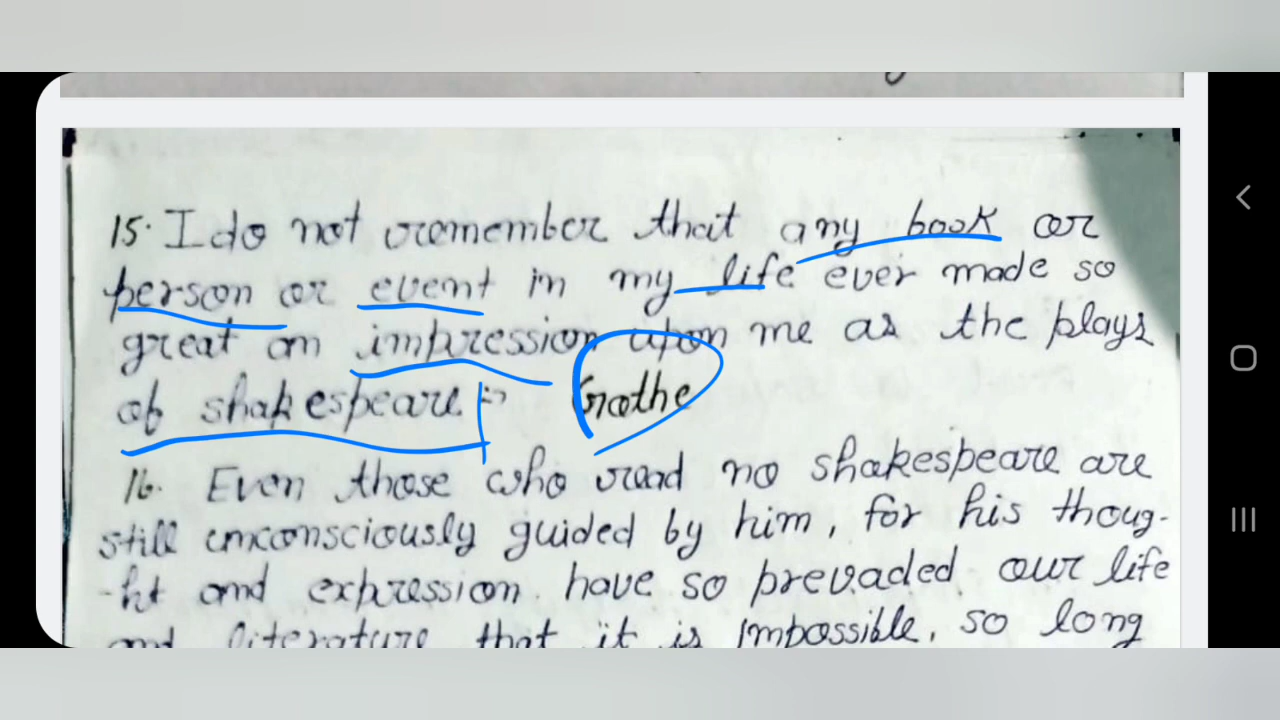 15. I do not remember that any book or
person or event in my life ever made so
great an impression upon me as the plays
of shakespeare" Grothe
16. Even those who read no shakespeare are
still unconsciously guided by him, for his thoug-
-ht and expression have so prevaded our life
and literature that it is impossible, so long